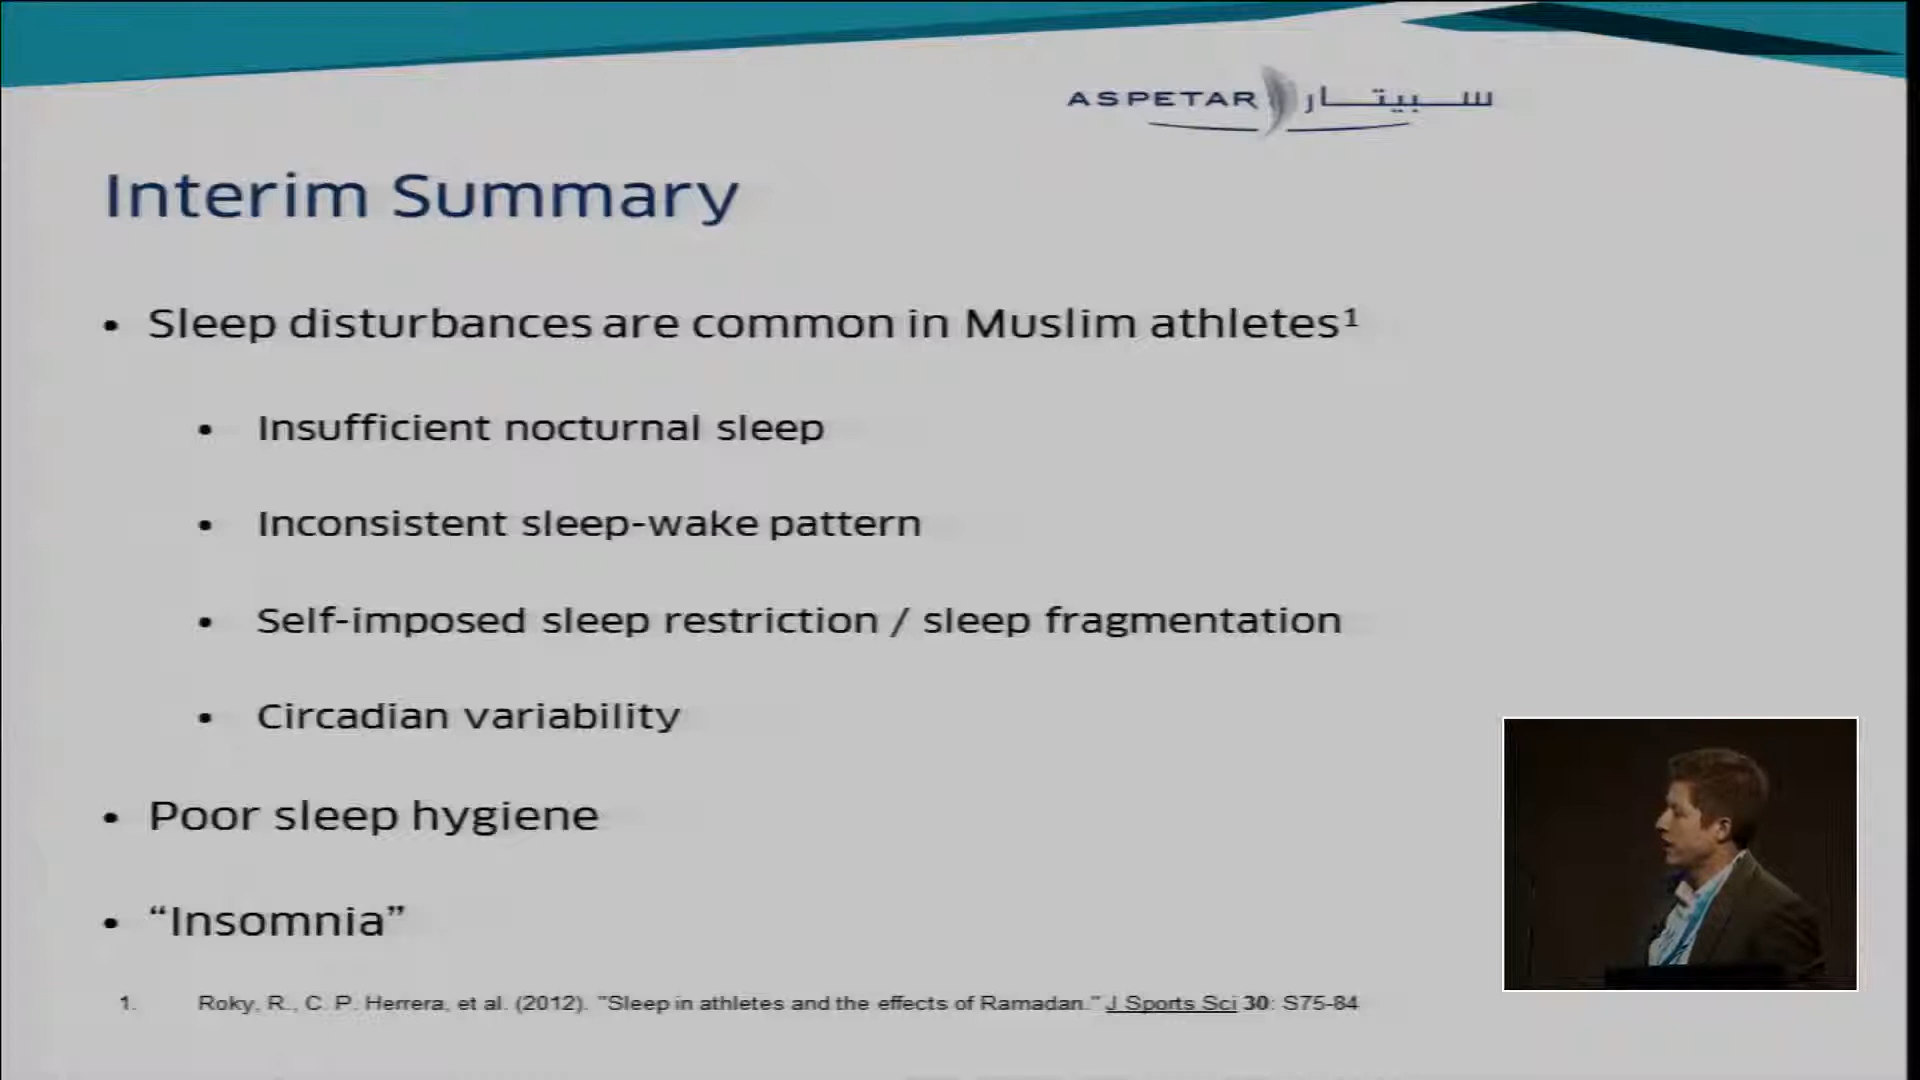 ASPETAR سبيتار
Interim Summary
• Sleep disturbances are common in Muslim athletes¹
• Insufficient nocturnal sleep
• Inconsistent sleep-wake pattern
• Self-imposed sleep restriction / sleep fragmentation
• Circadian variability
• Poor sleep hygiene
• “Insomnia”
1. Roky, R., C. P. Herrera, et al. (2012). "Sleep in athletes and the effects of Ramadan." J Sports Sci 30: S75-84